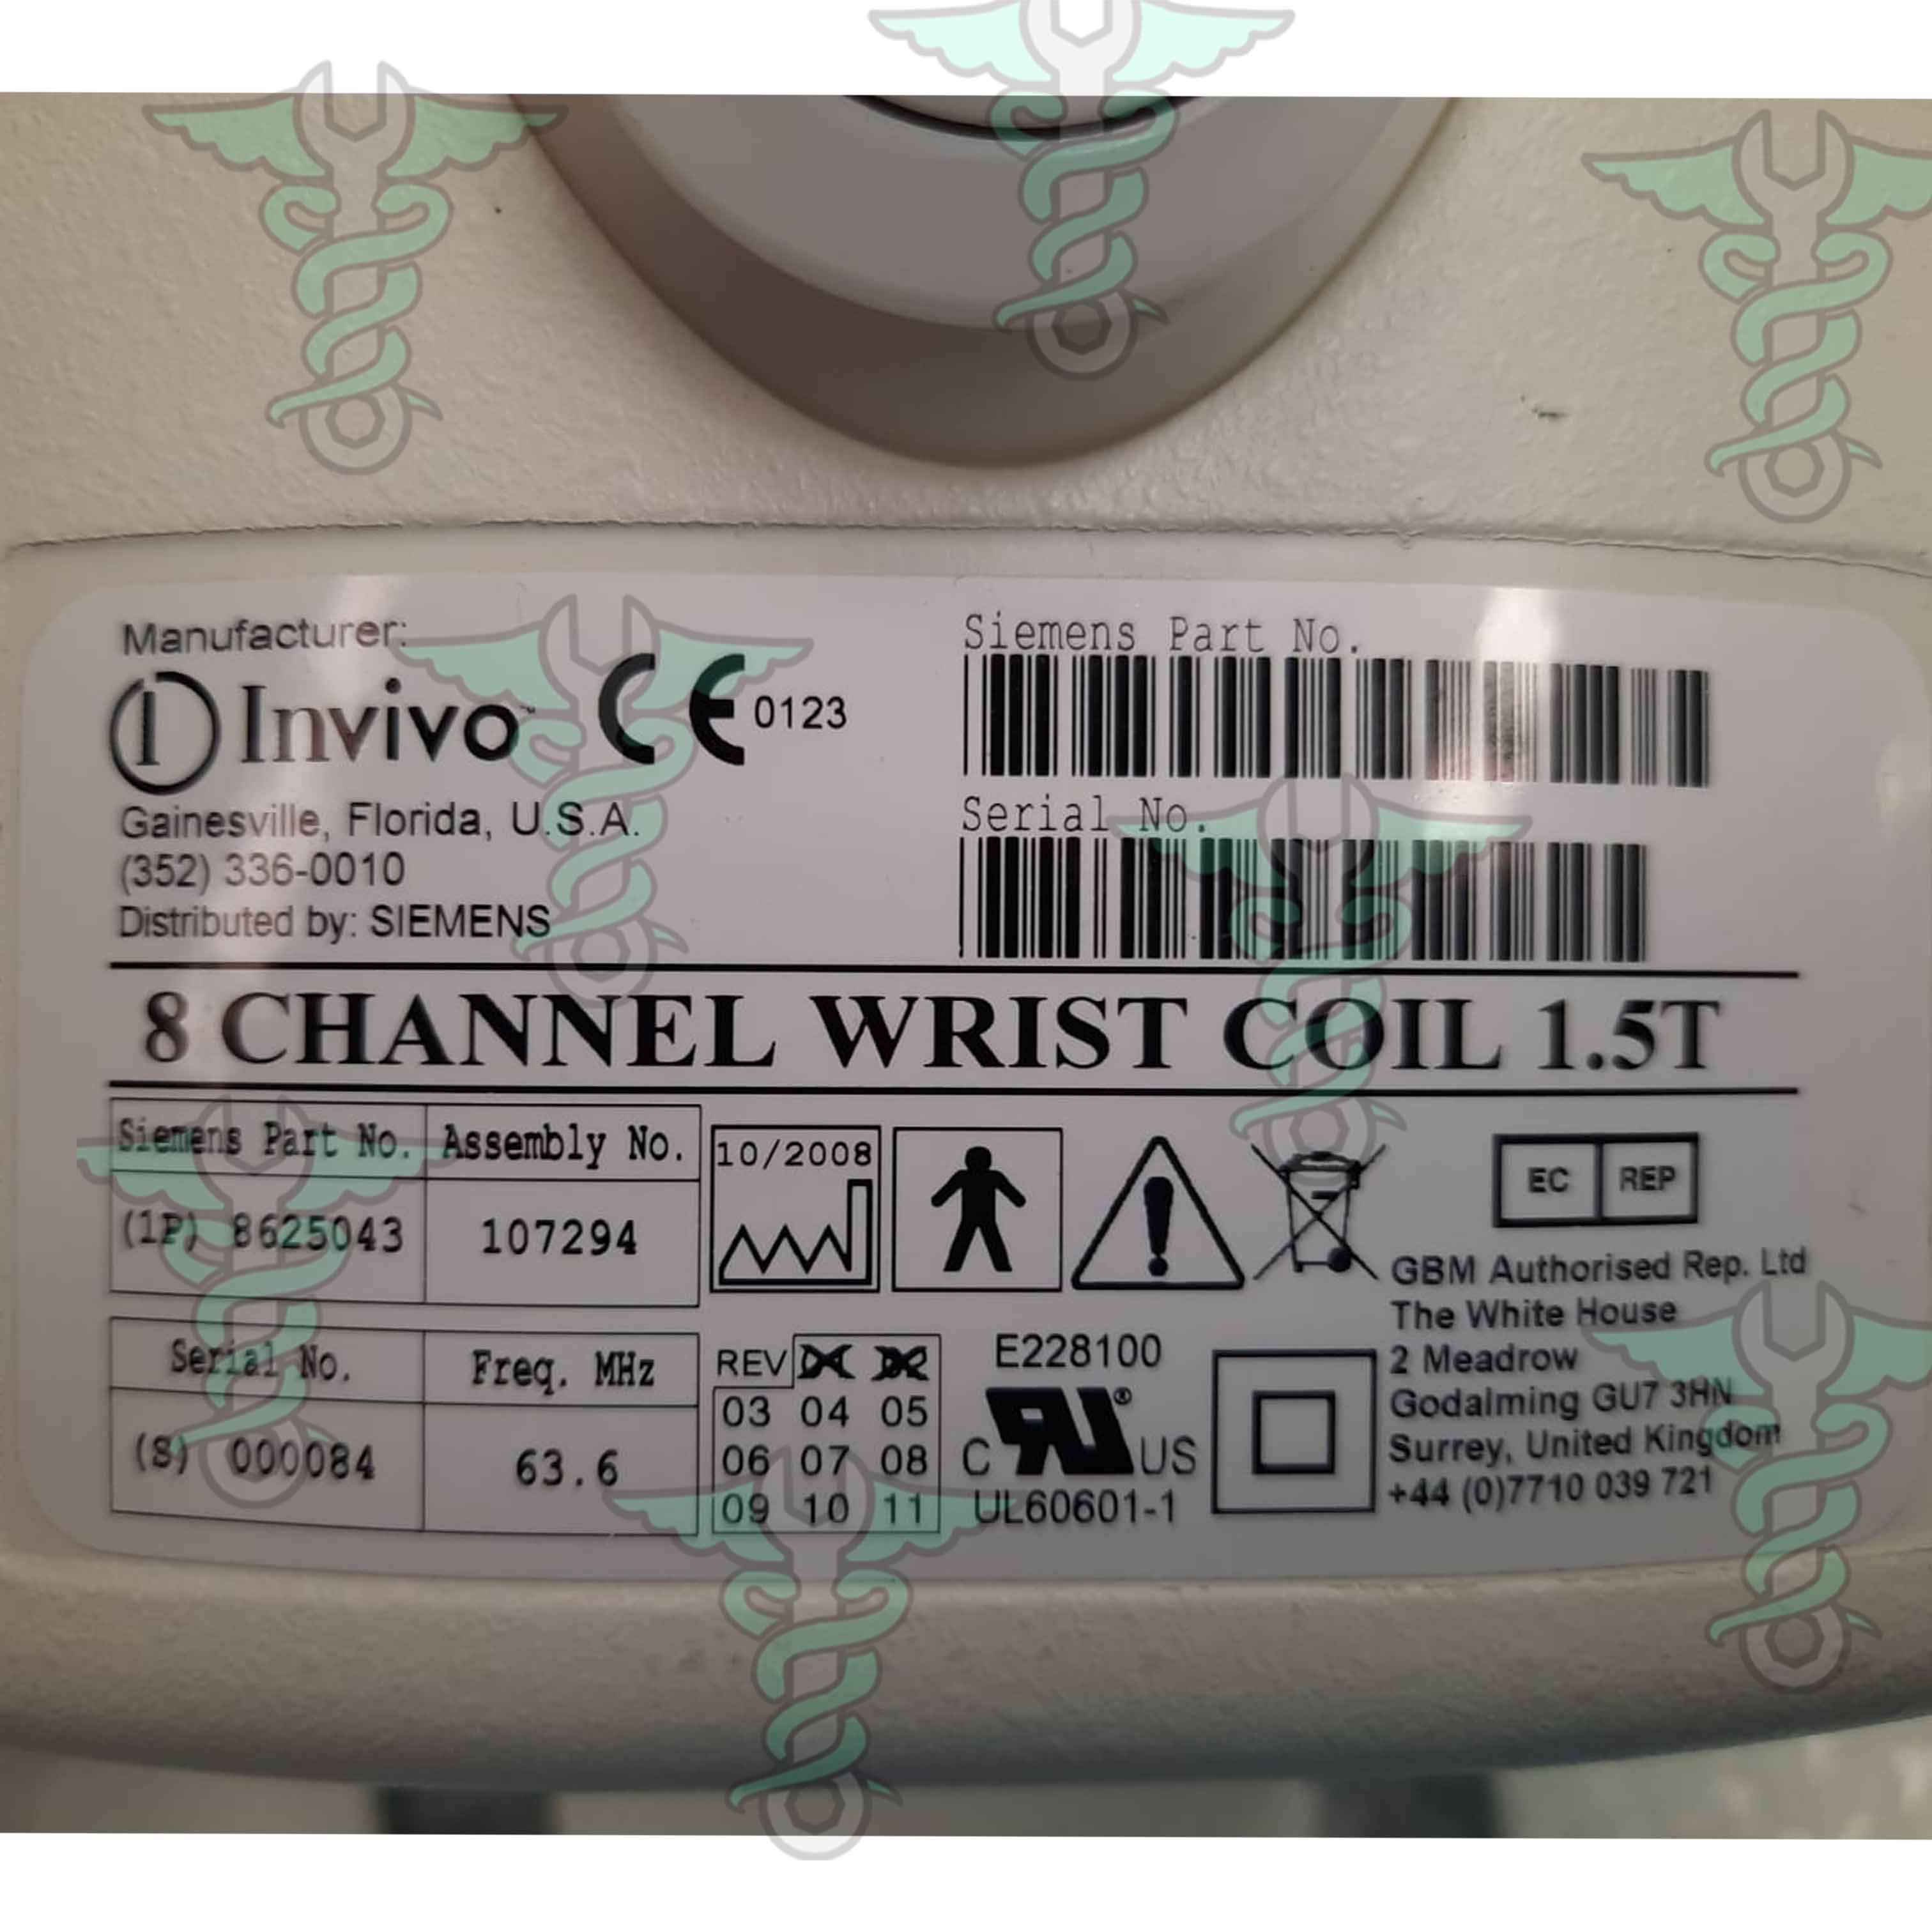 Manufacturer:
Invivo™ CE 0123
Gainesville, Florida, U.S.A.
(352) 336-0010
Distributed by: SIEMENS
Siemens Part No.
Serial No.
8 CHANNEL WRIST COIL 1.5T
Siemens Part No. Assembly No.
(1P) 8625043 107294
Serial No. Freq. MHz
(S) 000084 63.6
10/2008
REV
03 04 05
06 07 08
09 10 11
E228100
C RU® US
UL60601-1
EC REP
GBM Authorised Rep. Ltd
The White House
2 Meadrow
Godalming GU7 3HN
Surrey, United Kingdom
+44 (0)7710 039 721